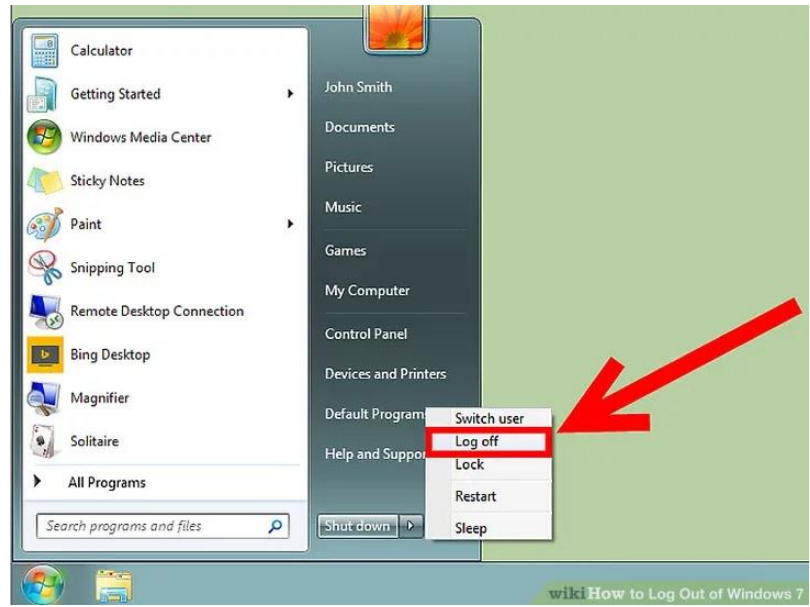 Calculator
Getting Started
Windows Media Center
Sticky Notes
Paint
Snipping Tool
Remote Desktop Connection
Bing Desktop
Magnifier
Solitaire
All Programs
Search programs and files
John Smith
Documents
Pictures
Music
Games
My Computer
Control Panel
Devices and Printers
Default Program
Help and Suppor
Shut down
Switch user
Log off
Lock
Restart
Sleep
wikiHow to Log Out of Windows 7